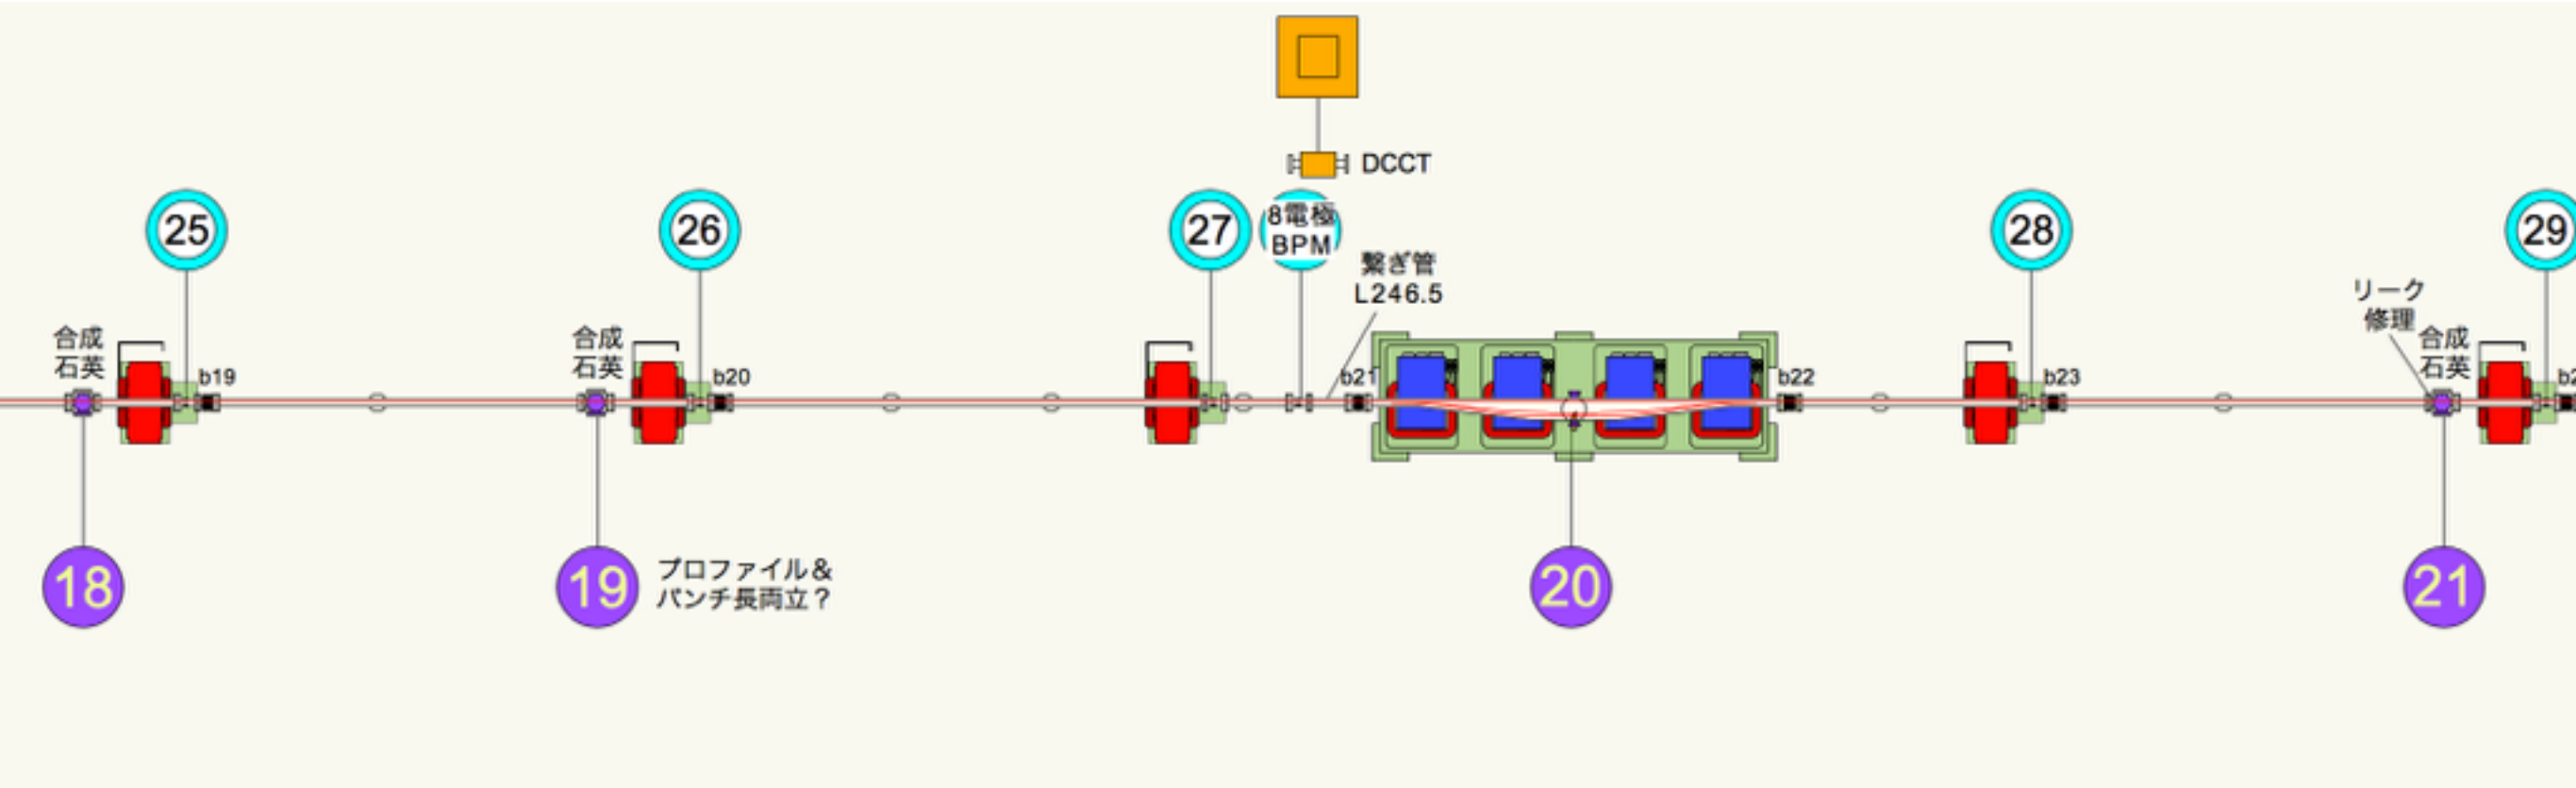 DCCT
25
26
27
8電極
BPM
28
29
繋ぎ管
L246.5
リーク
修理
合成
石英
合成
石英
合成
石英
b19
b20
b21
b22
b23
18
19
プロファイル＆
バンチ長両立？
20
21